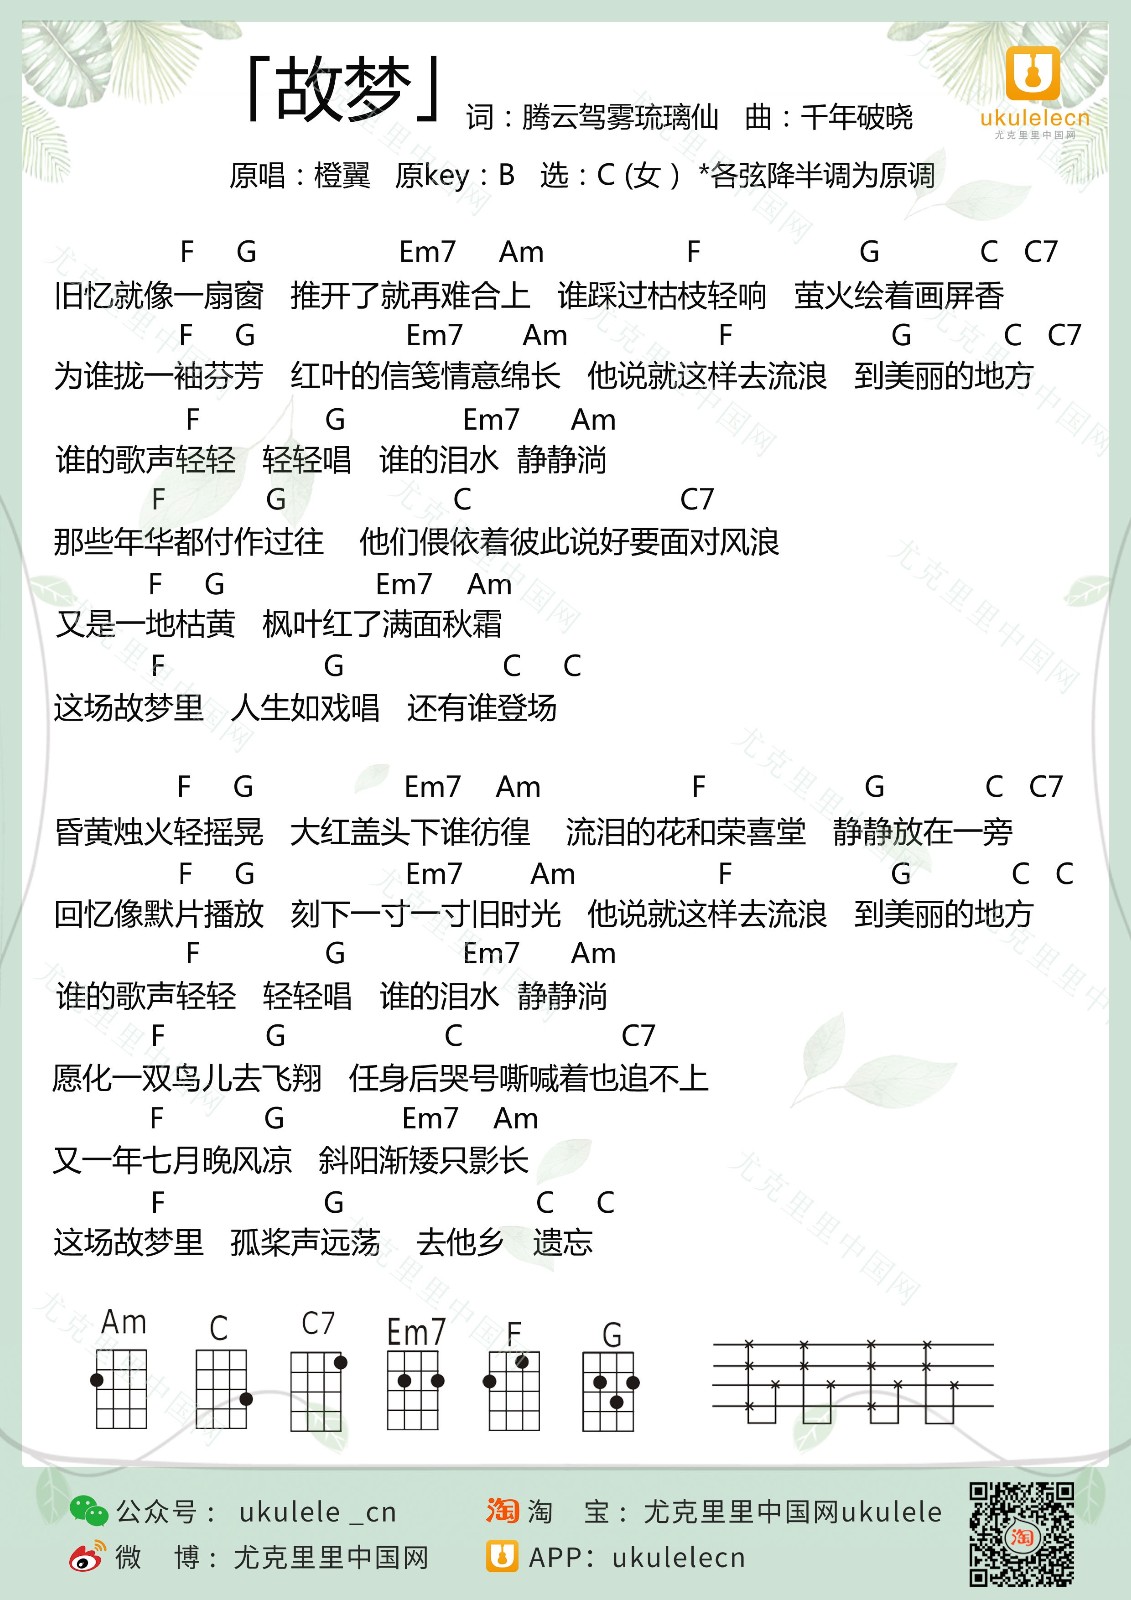 「故梦」
词：腾云驾雾琉璃仙 曲：千年破晓
ukulelecn
尤克里里中国网
原唱：橙翼 原key：B 选：C (女） *各弦降半调为原调
F G Em7 Am F G C C7
旧忆就像一扇窗 推开了就再难合上 谁踩过枯枝轻响 萤火绘着画屏香
F G Em7 Am F G C C7
为谁拢一袖芬芳 红叶的信笺情意绵长 他说就这样去流浪 到美丽的地方
F G Em7 Am
谁的歌声轻轻 轻轻唱 谁的泪水 静静淌
F G C C7
那些年华都付作过往 他们偎依着彼此说好要面对风浪
F G Em7 Am
又是一地枯黄 枫叶红了满面秋霜
F G C C
这场故梦里 人生如戏唱 还有谁登场
F G Em7 Am F G C C7
昏黄烛火轻摇晃 大红盖头下谁彷徨 流泪的花和荣喜堂 静静放在一旁
F G Em7 Am F G C C
回忆像默片播放 刻下一寸一寸旧时光 他说就这样去流浪 到美丽的地方
F G Em7 Am
谁的歌声轻轻 轻轻唱 谁的泪水 静静淌
F G C C7
愿化一双鸟儿去飞翔 任身后哭号嘶喊着也追不上
F G Em7 Am
又一年七月晚风凉 斜阳渐矮只影长
F G C C
这场故梦里 孤桨声远荡 去他乡 遗忘
Am C C7 Em7 F G
公众号： ukulele _cn 淘 淘 宝：尤克里里中国网ukulele
微 博：尤克里里中国网 APP：ukulelecn
淘